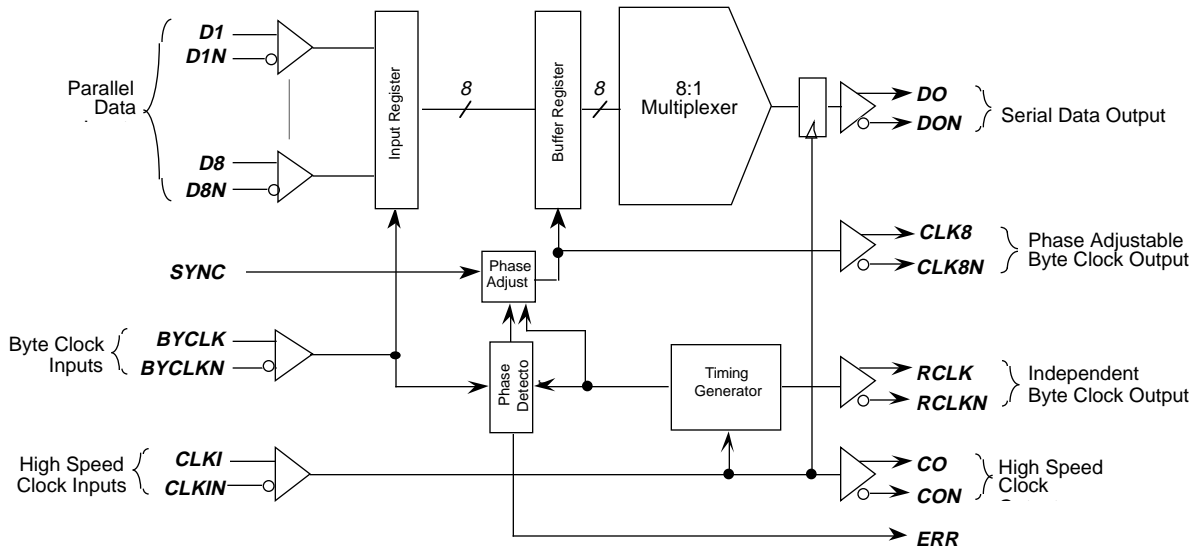 Parallel
Data
D1
D1N
D8
D8N
Input Register
8
Buffer Register
8
8:1
Multiplexer
DO
DON
Serial Data Output
SYNC
Phase
Adjust
CLK8
CLK8N
Phase Adjustable
Byte Clock Output
Byte Clock
Inputs
BYCLK
BYCLKN
Phase
Detecto
Timing
Generator
RCLK
RCLKN
Independent
Byte Clock Output
High Speed
Clock Inputs
CLKI
CLKIN
CO
CON
High Speed
Clock
ERR